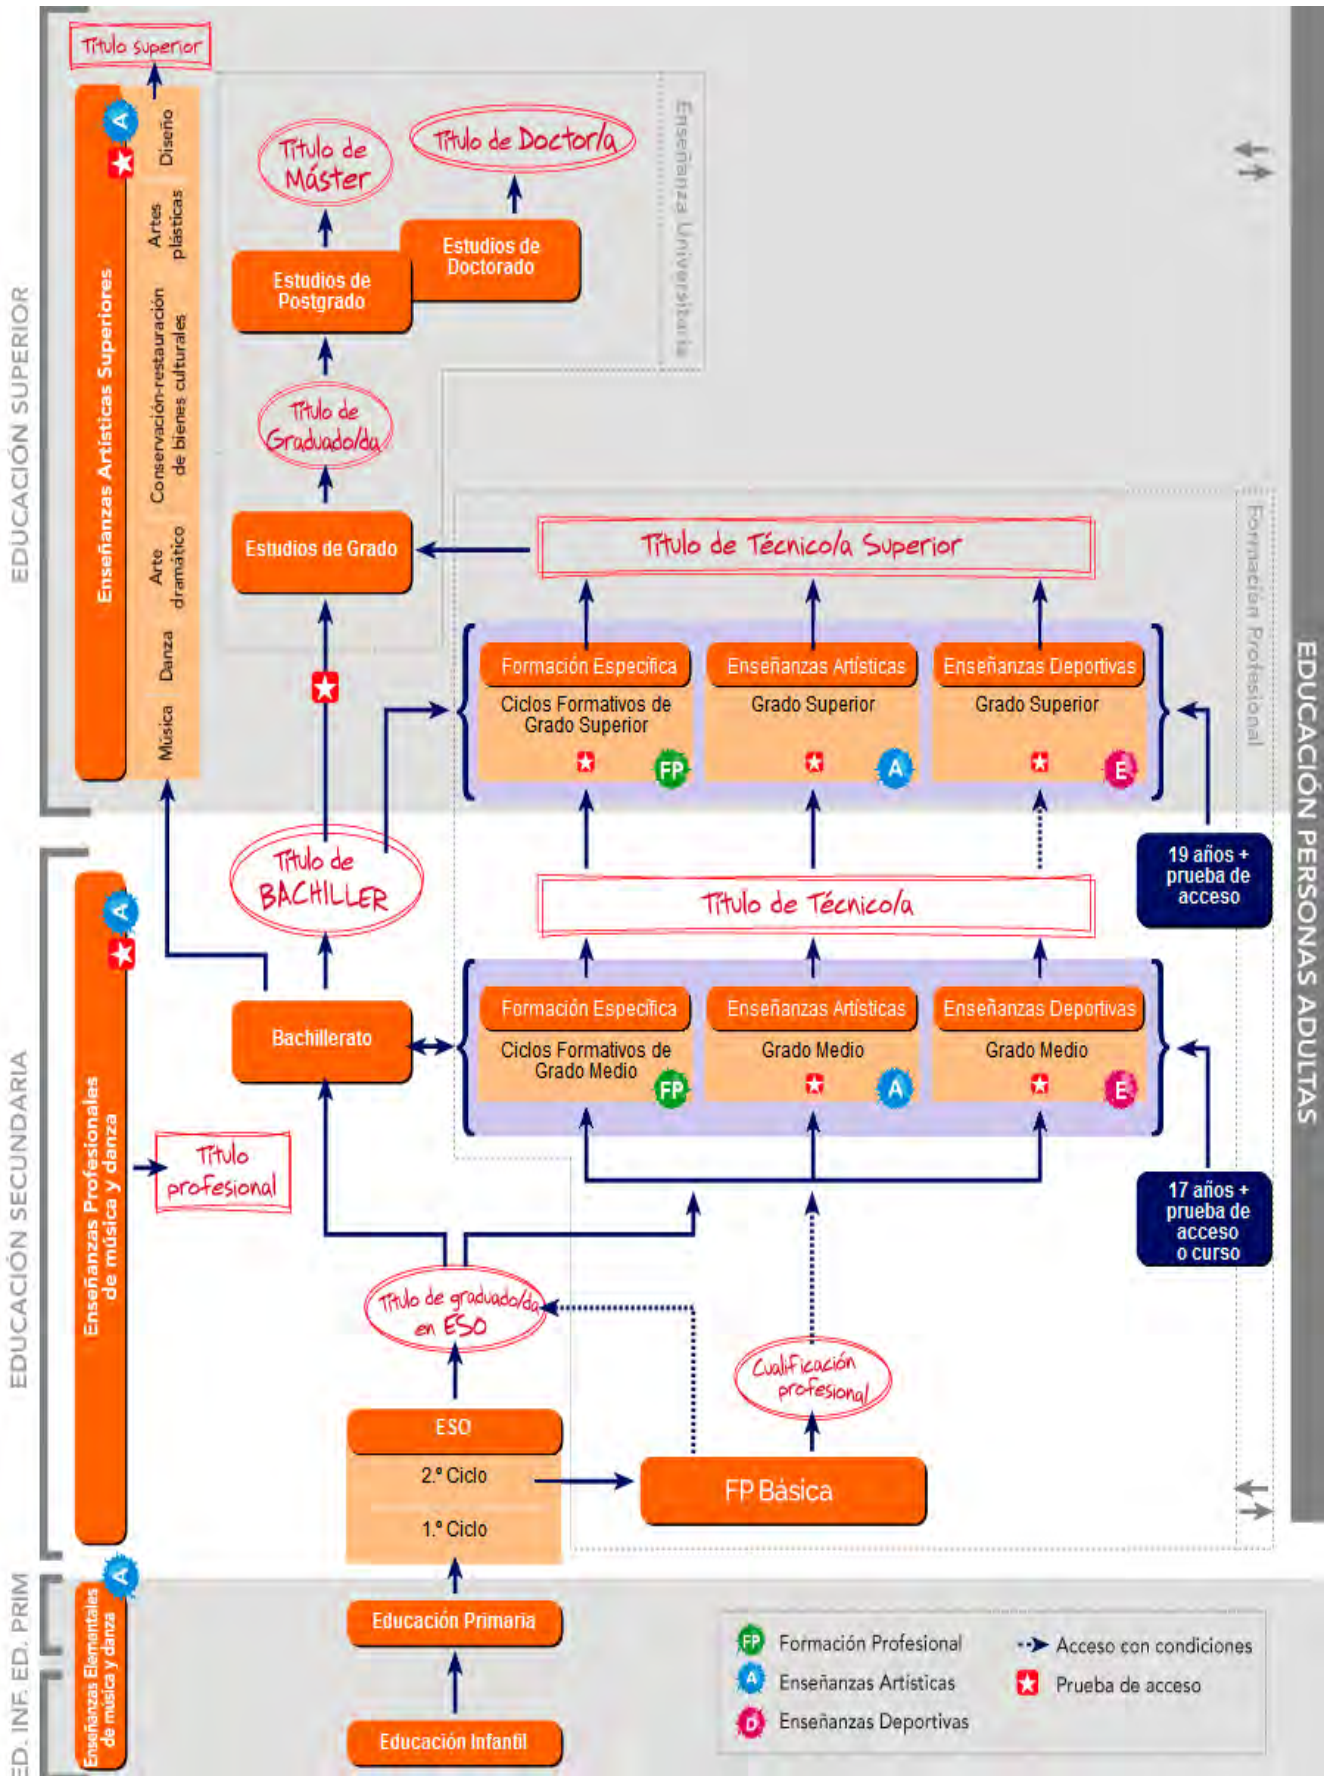 Título superior
EDUCACIÓN SUPERIOR
Enseñanzas Artísticas Superiores
A
Diseño
Artes
plásticas
Conservación-restauración
de bienes culturales
Arte
dramático
Danza
Música
Enseñanza Universitaria
Título de
Máster
Título de Doctor/a
Estudios de
Postgrado
Estudios de
Doctorado
Título de
Graduado/da
Estudios de Grado
Formación Profesional
Título de Técnico/a Superior
Formación Específica
Ciclos Formativos de
Grado Superior
FP
Enseñanzas Artísticas
Grado Superior
A
Enseñanzas Deportivas
Grado Superior
E
19 años +
prueba de
acceso
EDUCACIÓN PERSONAS ADULTAS
Título de
BACHILLER
Título de Técnico/a
EDUCACIÓN SECUNDARIA
Enseñanzas Profesionales
de música y danza
A
Título
profesional
Bachillerato
Formación Específica
Ciclos Formativos de
Grado Medio
FP
Enseñanzas Artísticas
Grado Medio
A
Enseñanzas Deportivas
Grado Medio
E
17 años +
prueba de
acceso
o curso
Título de graduado/da
en ESO
Cualificación
profesional
ESO
2.º Ciclo
1.º Ciclo
FP Básica
ED. INF. ED. PRIM
Enseñanzas Elementales
de música y danza
A
Educación Primaria
Educación Infantil
FP Formación Profesional
A Enseñanzas Artísticas
D Enseñanzas Deportivas
Acceso con condiciones
Prueba de acceso